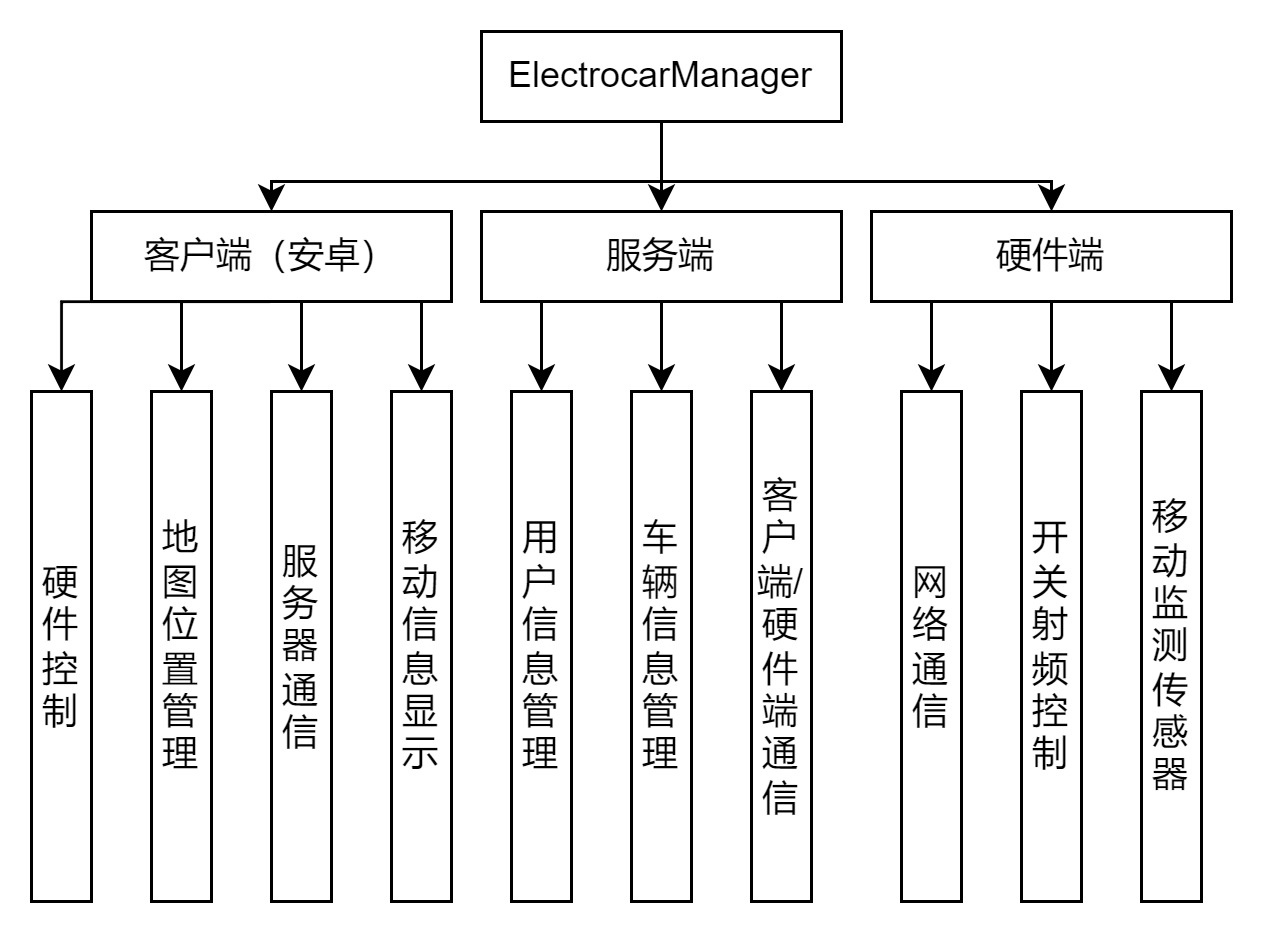 ElectrocarManager
客户端（安卓）
服务端
硬件端
硬件控制
地图位置管理
服务器通信
移动信息显示
用户信息管理
车辆信息管理
客户端/硬件端通信
网络通信
开关射频控制
移动监测传感器